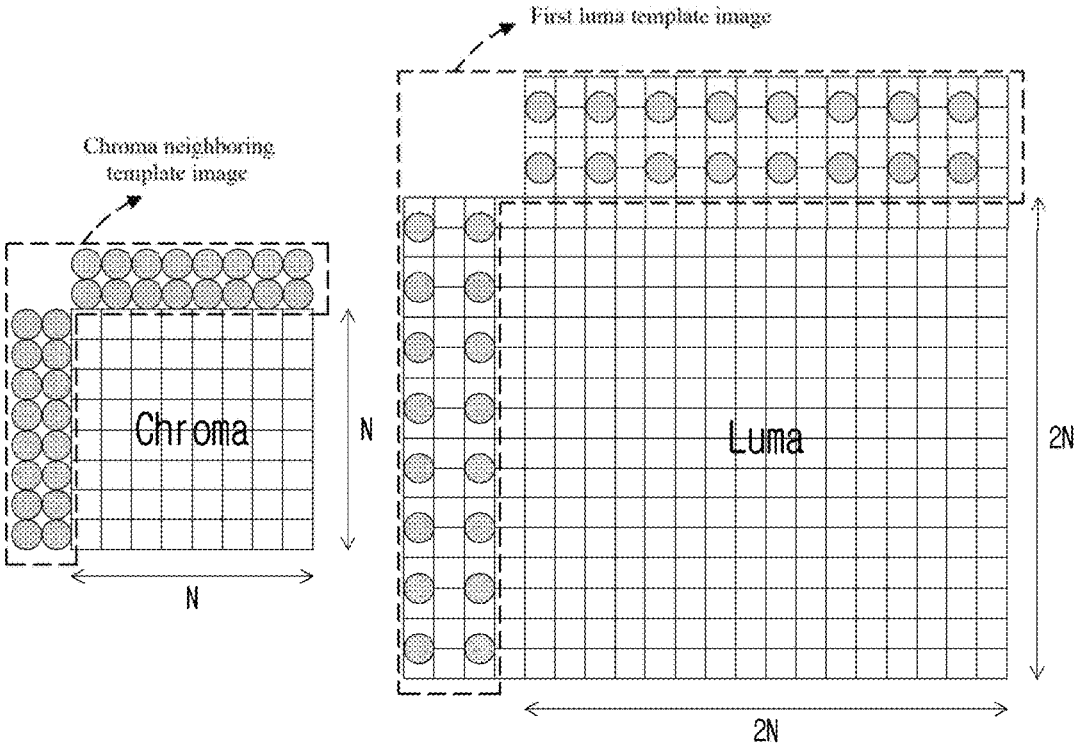 First luma template image
Chroma neighboring
template image
Chroma
N
Luma
2N
N
2N